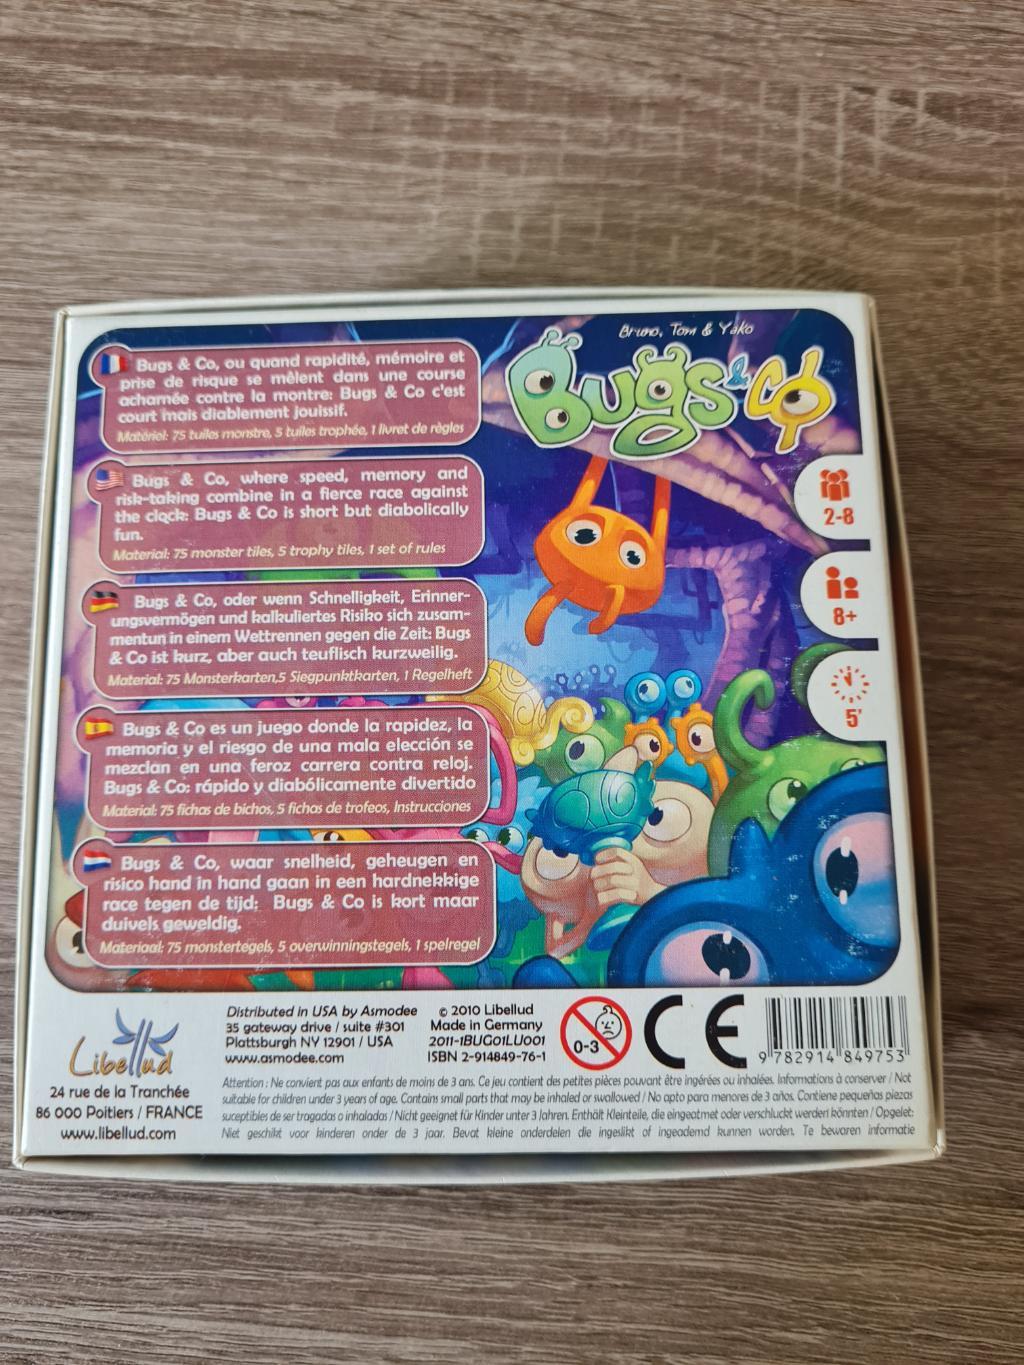 Bruno, Tom & Yako
Bugs & Co
Bugs & Co, ou quand rapidité, mémoire et
prise de risque se mêlent dans une course
acharnée contre la montre: Bugs & Co c'est
court mais diablement jouissif.
Matériel: 75 tuiles monstre, 5 tuiles trophée, 1 livret de règles
Bugs & Co, where speed, memory and
risk-taking combine in a fierce race against
the clock: Bugs & Co is short but diabolically
fun.
Material: 75 monster tiles, 5 trophy tiles, 1 set of rules
Bugs & Co, oder wenn Schnelligkeit, Erinner-
ungsvermögen und kalkuliertes Risiko sich zusam-
mentun in einem Wettrennen gegen die Zeit: Bugs
& Co ist kurz, aber auch teuflisch kurzweilig.
Material: 75 Monsterkarten,5 Siegpunktkarten, 1 Regelheft
Bugs & Co es un juego donde la rapidez, la
memoria y el riesgo de una mala elección se
mezclan en una feroz carrera contra reloj.
Bugs & Co: rápido y diabólicamente divertido
Material: 75 fichas de bichos, 5 fichas de trofeos, Instrucciones
Bugs & Co, waar snelheid, geheugen en
risico hand in hand gaan in een hardnekkige
race tegen de tijd: Bugs & Co is kort maar
duivels geweldig.
Materiaal: 75 monstertegels, 5 overwinningstegels, 1 spelregel
2-8
8+
5'
Libellud
24 rue de la Tranchée
86 000 Poitiers / FRANCE
www.libellud.com
Distributed in USA by Asmodee
35 gateway drive / suite #301
Plattsburgh NY 12901 / USA
www.asmodee.com
© 2010 Libellud
Made in Germany
2011-1BUG01LU001
ISBN 2-914849-76-1
0-3
CE
9 782914 849753
Attention : Ne convient pas aux enfants de moins de 3 ans. Ce jeu contient des petites pièces pouvant être ingérées ou inhalées. Informations à conserver / Not
suitable for children under 3 years of age. Contains small parts that may be inhaled or swallowed / No apto para menores de 3 años. Contiene pequeñas piezas
suceptibles de ser tragadas o inhaladas / Nicht geeignet für Kinder unter 3 Jahren. Enthält Kleinteile, die eingeatmet oder verschluckt werden könnten / Opgelet:
Niet geschikt voor kinderen onder de 3 jaar. Bevat kleine onderdelen die ingeslikt of ingeademd kunnen worden. Te bewaren informatie